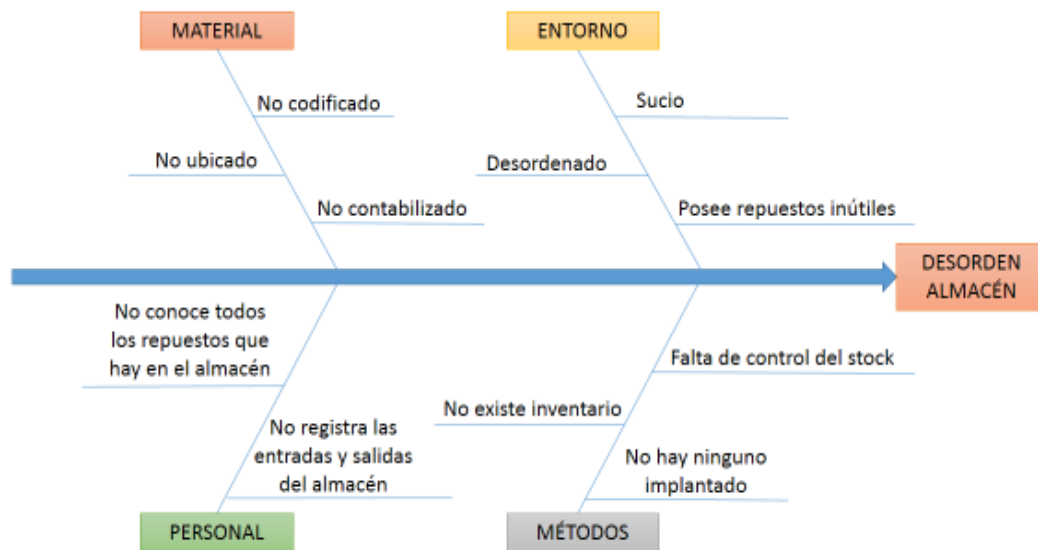 MATERIAL
ENTORNO
No codificado
Sucio
No ubicado
Desordenado
No contabilizado
Posee repuestos inútiles
DESORDEN
ALMACÉN
No conoce todos
los repuestos que
hay en el almacén
Falta de control del stock
No existe inventario
No registra las
entradas y salidas
del almacén
No hay ninguno
implantado
PERSONAL
MÉTODOS